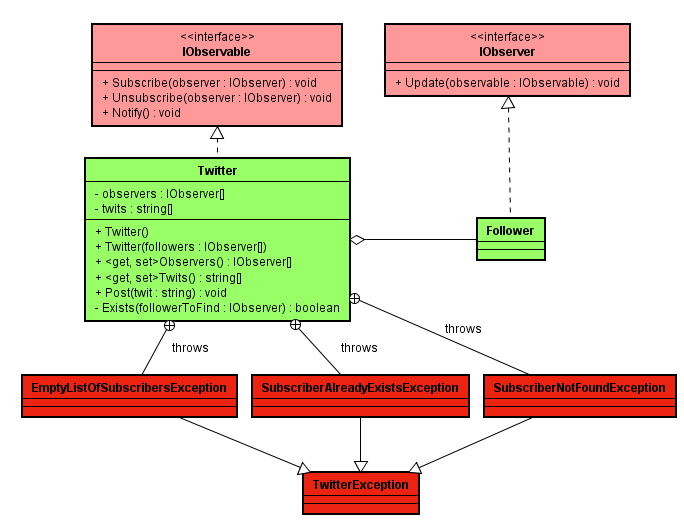 <<interface>>
IObservable
+ Subscribe(observer : IObserver) : void
+ Unsubscribe(observer : IObserver) : void
+ Notify() : void
<<interface>>
IObserver
+ Update(observable : IObservable) : void
Twitter
- observers : IObserver[]
- twits : string[]
+ Twitter()
+ Twitter(followers : IObserver[])
+ <get, set>Observers() : IObserver[]
+ <get, set>Twits() : string[]
+ Post(twit : string) : void
- Exists(followerToFind : IObserver) : boolean
Follower
throws
throws
throws
EmptyListOfSubscribersException
SubscriberAlreadyExistsException
SubscriberNotFoundException
TwitterException